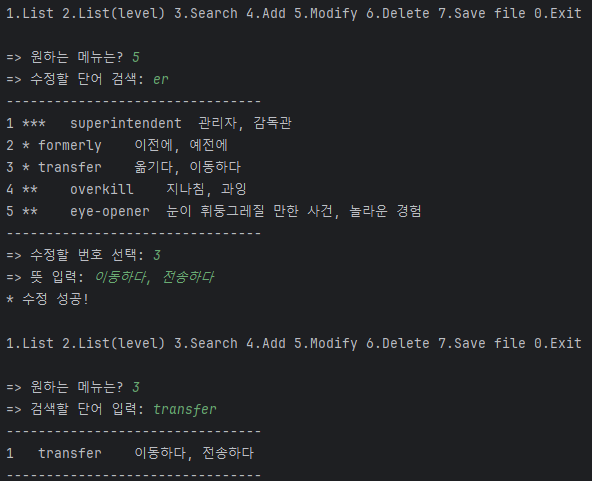 1.List 2.List(level) 3.Search 4.Add 5.Modify 6.Delete 7.Save file 0.Exit
=> 원하는 메뉴는? 5
=> 수정할 단어 검색: er
--------------------------------
1 ***   superintendent  관리자, 감독관
2 * formerly    이전에, 예전에
3 * transfer    옮기다, 이동하다
4 **    overkill    지나침, 과잉
5 **    eye-opener  눈이 휘둥그레질 만한 사건, 놀라운 경험
--------------------------------
=> 수정할 번호 선택: 3
=> 뜻 입력: 이동하다, 전송하다
* 수정 성공!
1.List 2.List(level) 3.Search 4.Add 5.Modify 6.Delete 7.Save file 0.Exit
=> 원하는 메뉴는? 3
=> 검색할 단어 입력: transfer
--------------------------------
1   transfer    이동하다, 전송하다
--------------------------------